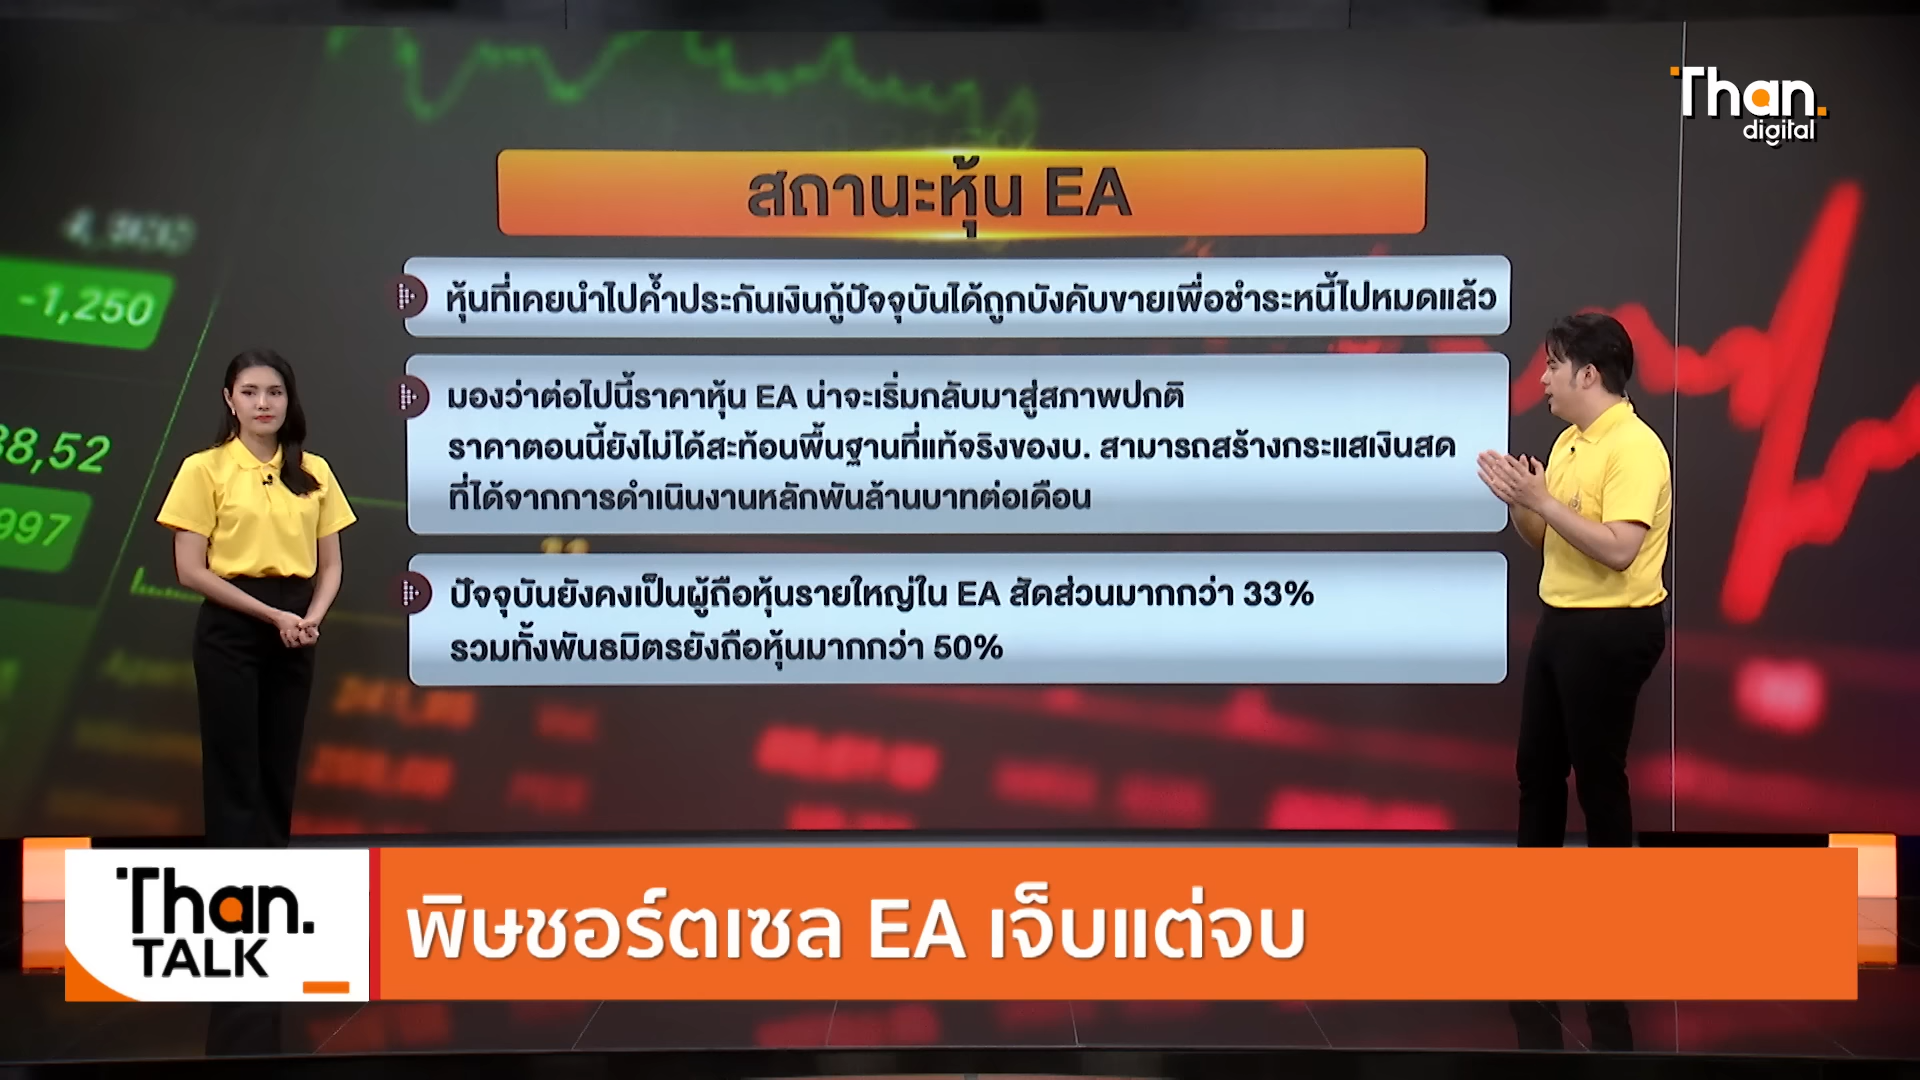 Than.
digital
สถานะหุ้น EA
หุ้นที่เคยนำไปค้ำประกันเงินกู้ปัจจุบันได้ถูกบังคับขายเพื่อชำระหนี้ไปหมดแล้ว
มองว่าต่อไปนี้ราคาหุ้น EA น่าจะเริ่มกลับมาสู่สภาพปกติ
ราคาตอนนี้ยังไม่ได้สะท้อนพื้นฐานที่แท้จริงของบ. สามารถสร้างกระแสเงินสด
ที่ได้จากการดำเนินงานหลักพันล้านบาทต่อเดือน
ปัจจุบันยังคงเป็นผู้ถือหุ้นรายใหญ่ใน EA สัดส่วนมากกว่า 33%
รวมทั้งพันธมิตรยังถือหุ้นมากกว่า 50%
-1,250
38,52
997
Than.
TALK
พิษชอร์ตเซล EA เจ็บแต่จบ